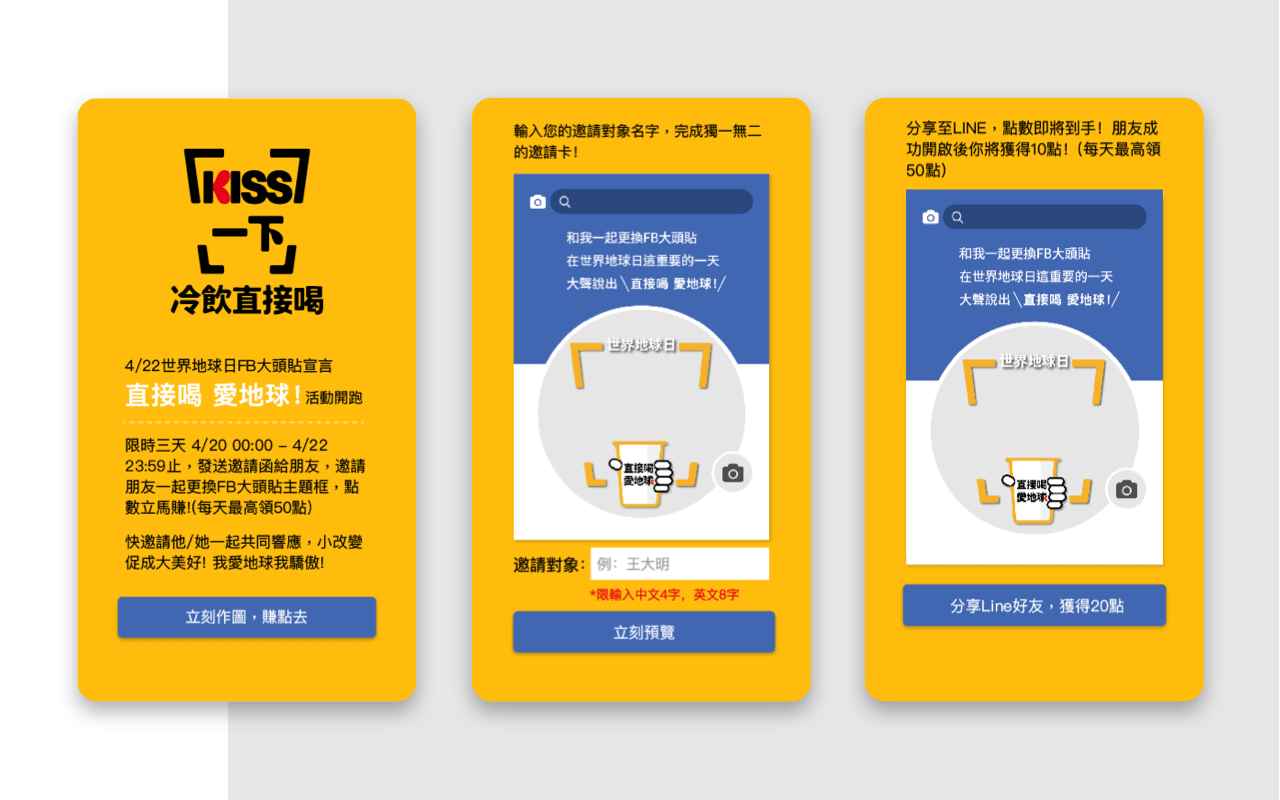 KISS
一下
冷飲直接喝
4/22世界地球日FB大頭貼宣言
直接喝 愛地球!活動開跑
限時三天 4/20 00:00 – 4/22
23:59止，發送邀請函給朋友，邀請
朋友一起更換FB大頭貼主題框，點
數立馬賺!(每天最高領50點)
快邀請他/她一起共同響應，小改變
促成大美好! 我愛地球我驕傲!
立刻作圖，賺點去
輸入您的邀請對象名字，完成獨一無二
的邀請卡!
和我一起更換FB大頭貼
在世界地球日這重要的一天
大聲說出 \直接喝 愛地球!/
世界地球日
直接喝
愛地球
邀請對象：
例：王大明
*限輸入中文4字，英文8字
立刻預覽
分享至LINE，點數即將到手! 朋友成
功開啟後你將獲得10點! (每天最高領
50點)
和我一起更換FB大頭貼
在世界地球日這重要的一天
大聲說出 \直接喝 愛地球!/
世界地球日
直接喝
愛地球
分享Line好友，獲得20點